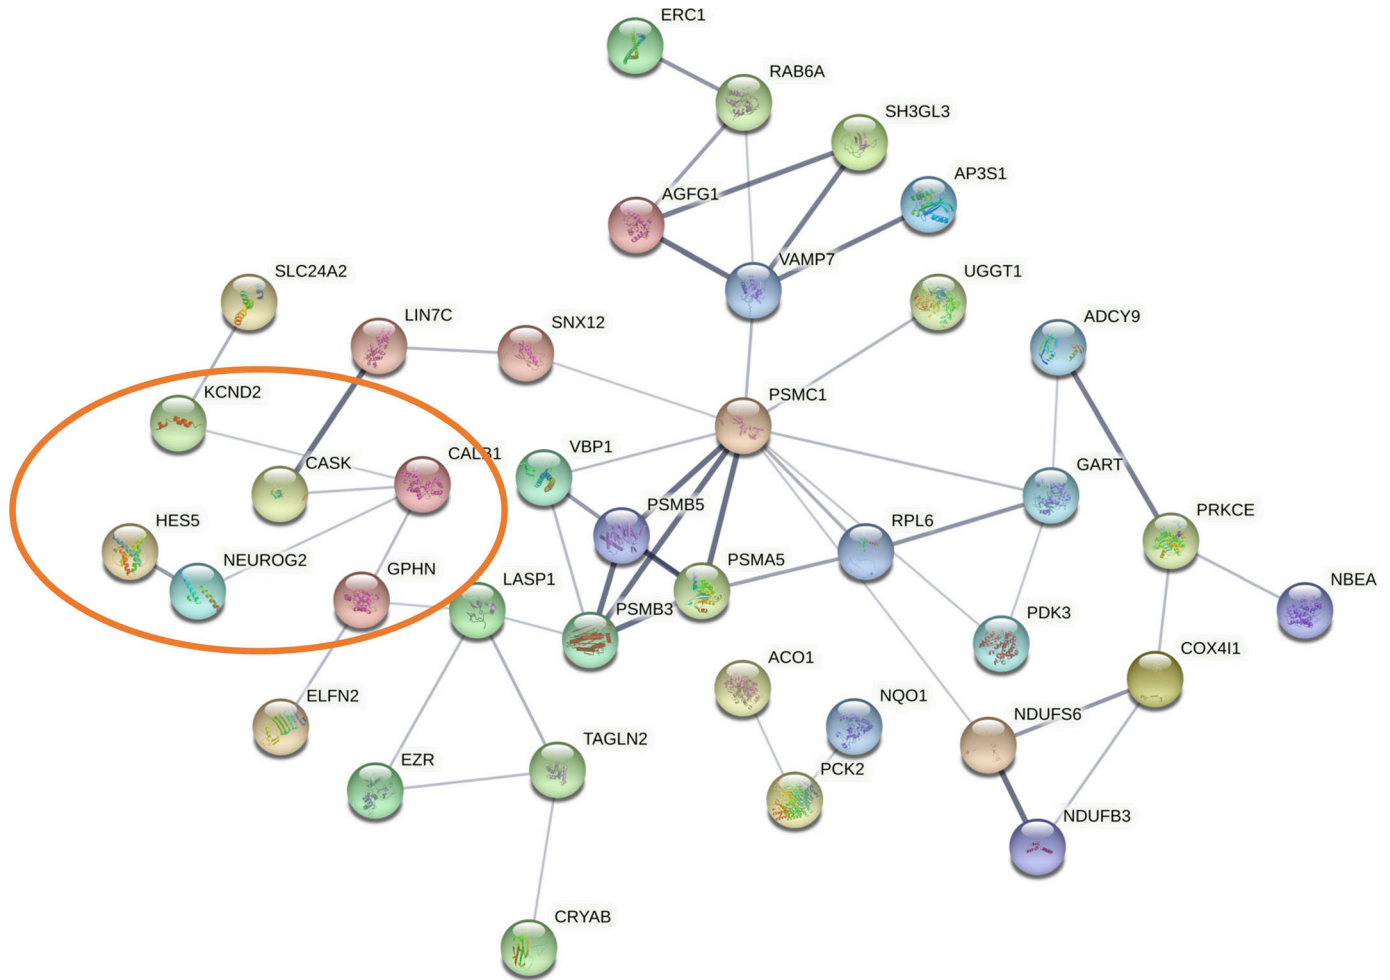 ERC1
RAB6A
SH3GL3
AP3S1
AGFG1
VAMP7
UGGT1
SLC24A2
LIN7C
SNX12
ADCY9
KCND2
PSMC1
CASK
CALB1
VBP1
GART
PSMB5
PRKCE
HES5
RPL6
NEUROG2
GPHN
LASP1
PSMA5
NBEA
PSMB3
PDK3
ACO1
COX4I1
ELFN2
NQO1
NDUFS6
TAGLN2
EZR
PCK2
NDUFB3
CRYAB